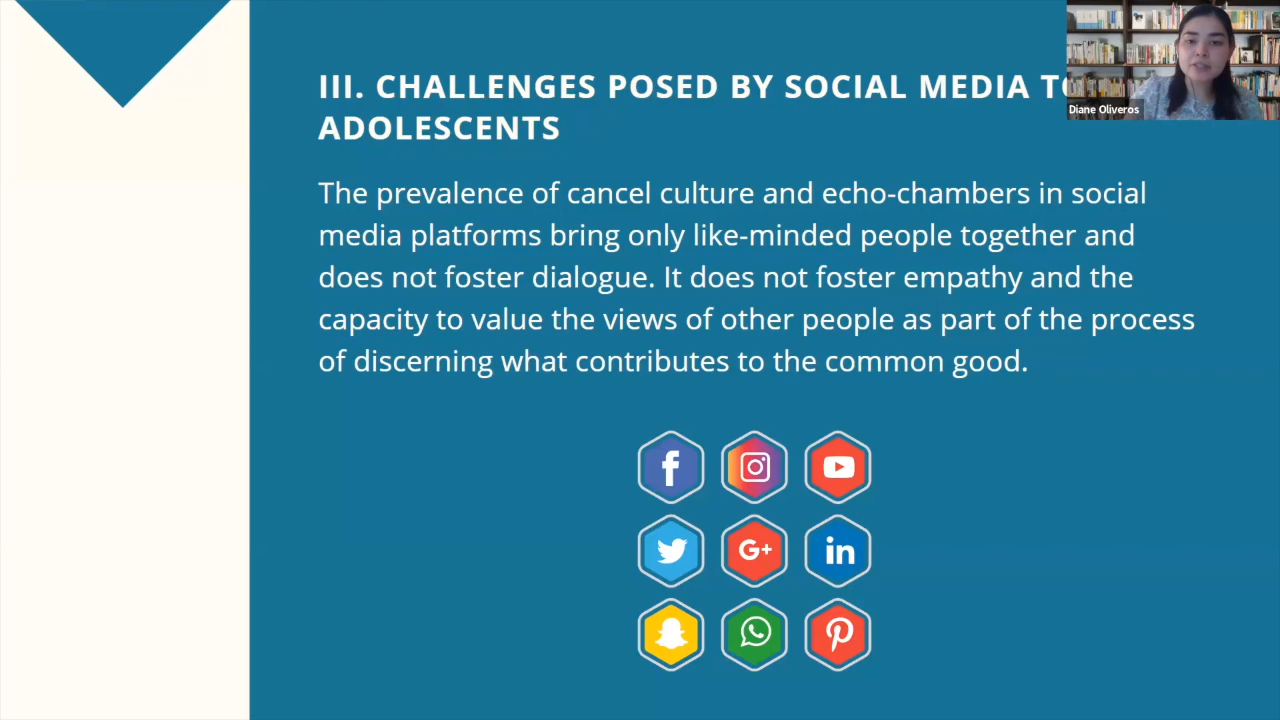 III. CHALLENGES POSED BY SOCIAL MEDIA
ADOLESCENTS
Diane Oliveros
The prevalence of cancel culture and echo-chambers in social
media platforms bring only like-minded people together and
does not foster dialogue. It does not foster empathy and the
capacity to value the views of other people as part of the process
of discerning what contributes to the common good.
f
G+
in